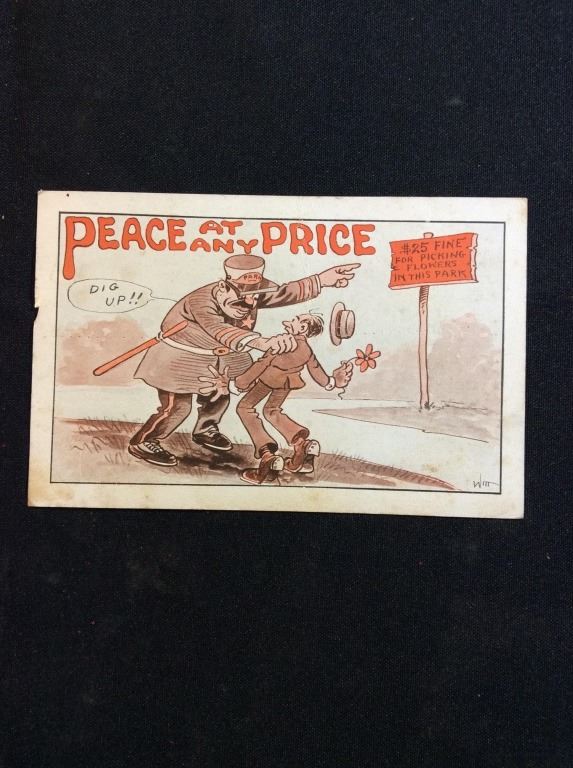 PEACE AT ANY PRICE
DIG
UP!!
PARK
$25 FINE
FOR PICKING
FLOWERS
IN THIS PARK
Witt